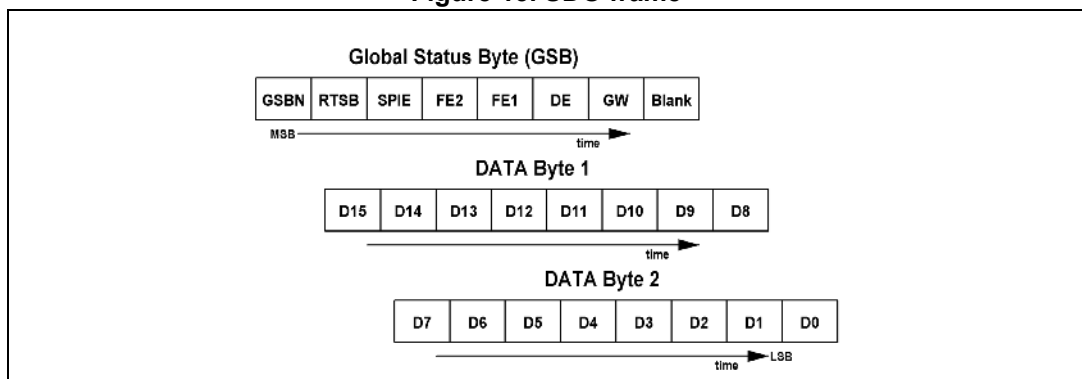 Figure SDO frame
Global Status Byte (GSB)
GSBN RTSB SPIE FE2 FE1 DE GW Blank
MSB time
DATA Byte 1
D15 D14 D13 D12 D11 D10 D9 D8
time
DATA Byte 2
D7 D6 D5 D4 D3 D2 D1 D0
time LSB